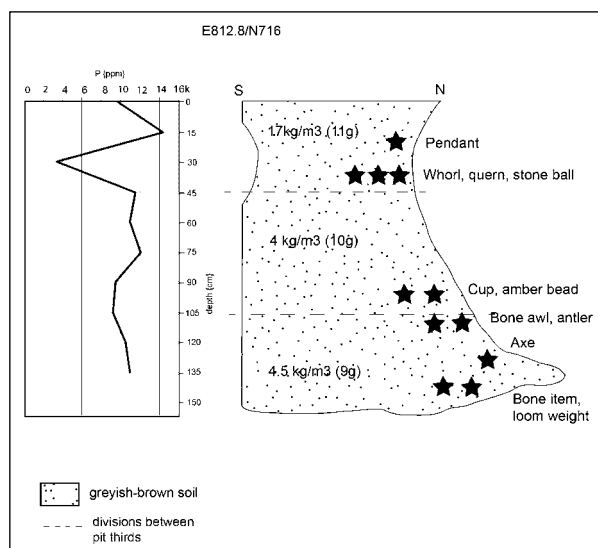 E812.8/N716
P (ppm)
0 2 4 6 8 10 12 14 16k
0
15
30
45
60
75
90
105
120
135
150
depth (cm)
S N
1.7kg/m3 (11g)
Pendant
Whorl, quern, stone ball
4 kg/m3 (10g)
Cup, amber bead
Bone awl, antler
Axe
4.5 kg/m3 (9g)
Bone item,
loom weight
greyish-brown soil
divisions between
pit thirds